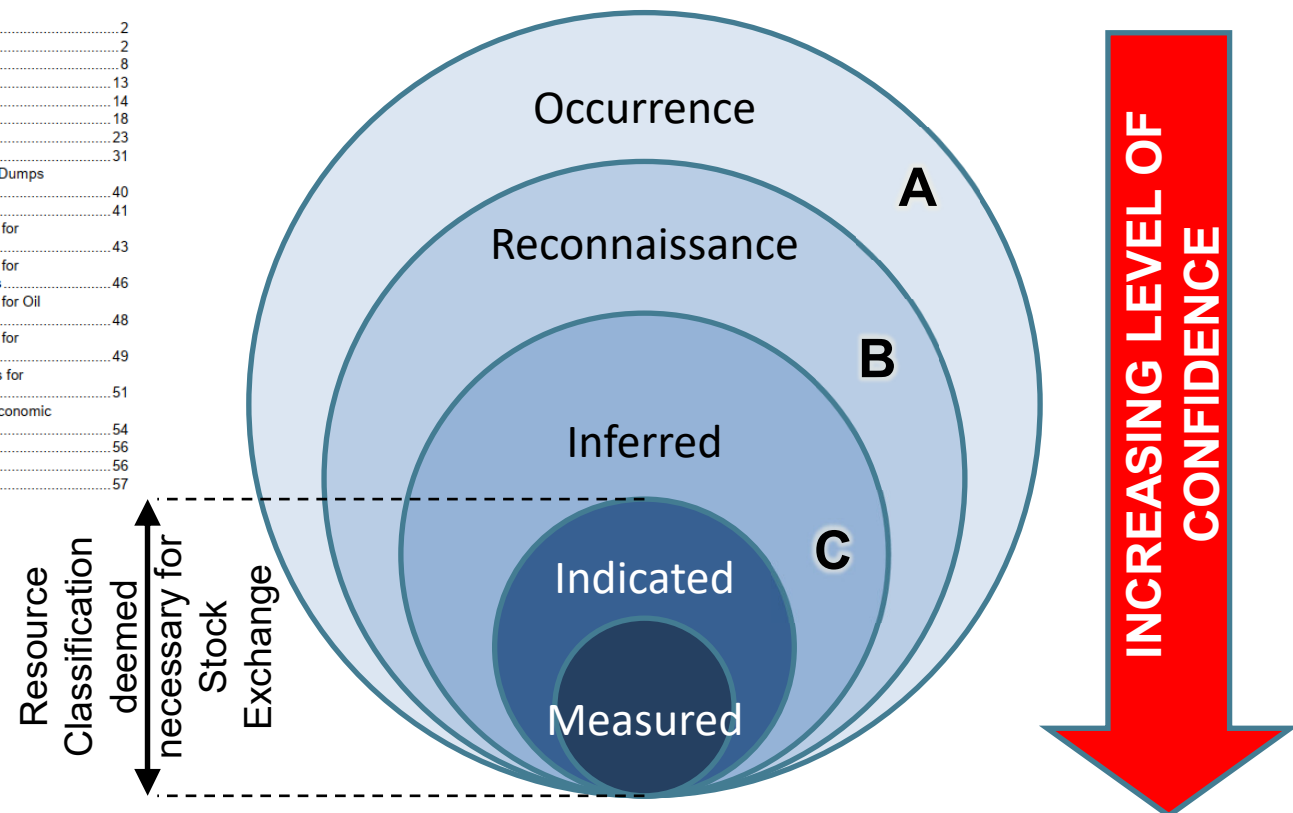 2
2
8
13
14
18
23
31
Dumps
40
41
for
43
for
46
for Oil
48
for
49
s for
51
conomic
54
56
56
57
Occurrence
A
Reconnaissance
B
Inferred
C
Indicated
Measured
Resource
Classification
deemed
necessary for
Stock
Exchange
INCREASING LEVEL OF
CONFIDENCE